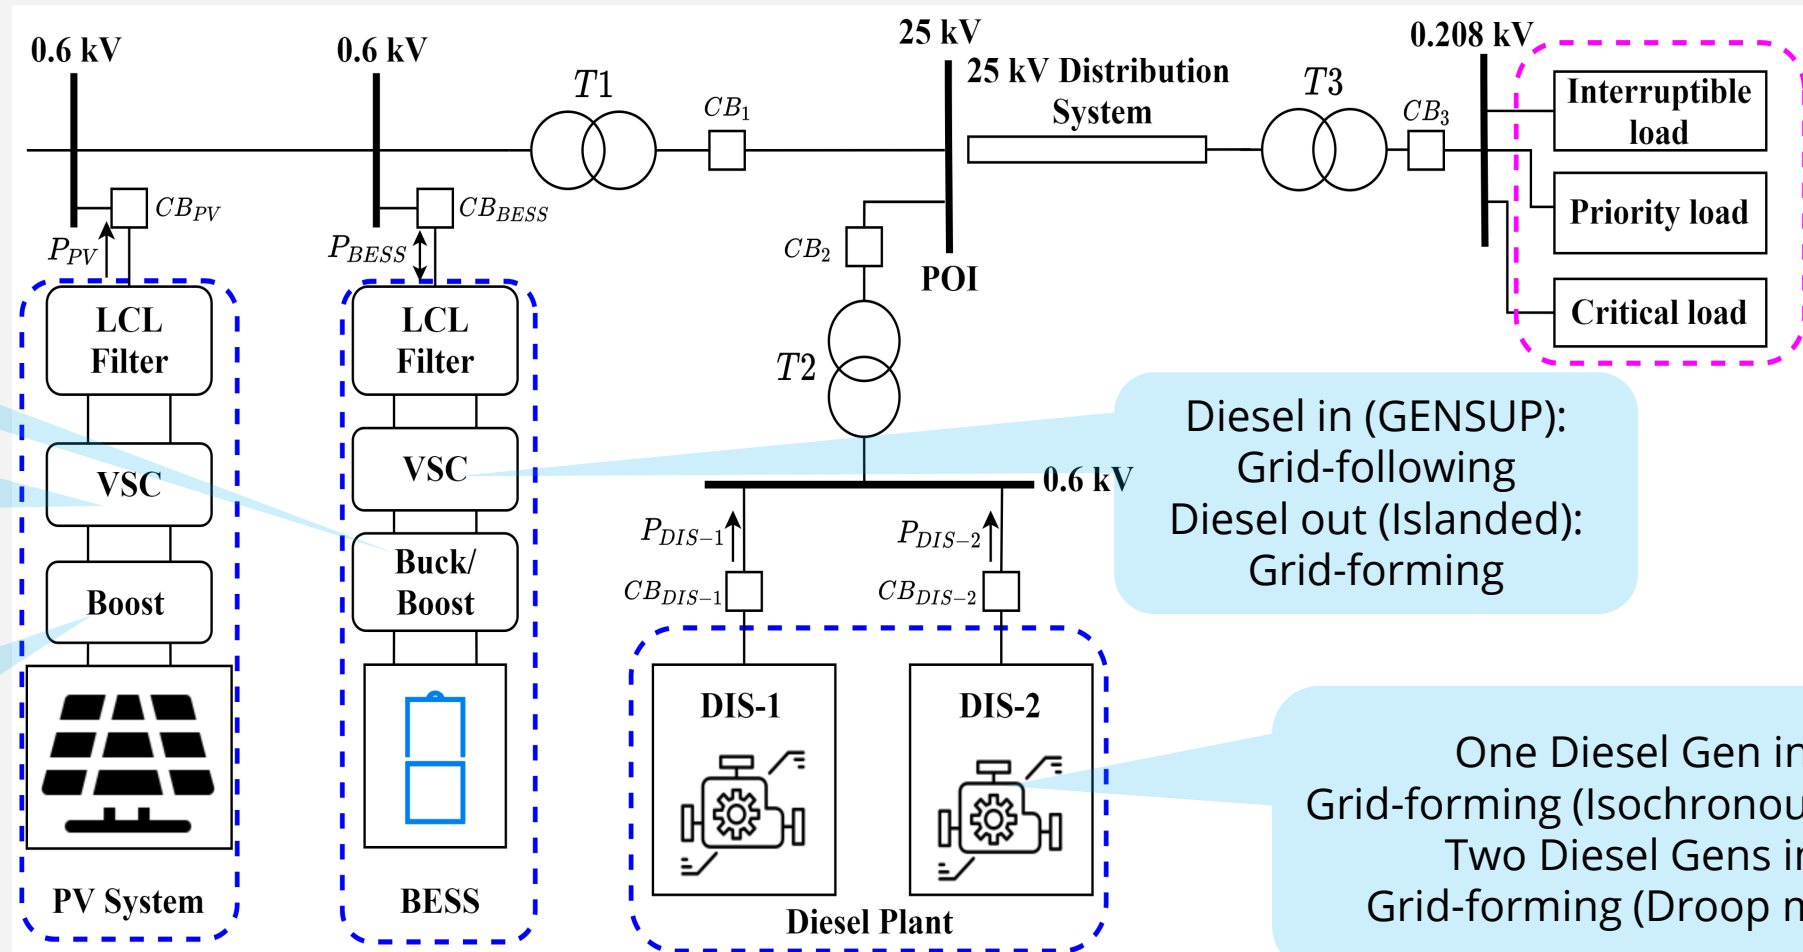 0.6 kV
0.6 kV
25 kV
0.208 kV
T1
CB1
25 kV Distribution
System
T3
CB3
Interruptible
load
Priority load
Critical load
CBPV
PPV
CBBESS
PBESS
CB2
POI
T2
LCL
Filter
VSC
Boost
PV System
LCL
Filter
VSC
Buck/
Boost
BESS
0.6 kV
PDIS−1
PDIS−2
CBDIS−1
CBDIS−2
DIS-1
DIS-2
Diesel Plant
Diesel in (GENSUP):
Grid-following
Diesel out (Islanded):
Grid-forming
One Diesel Gen in
Grid-forming (Isochronou
Two Diesel Gens in
Grid-forming (Droop